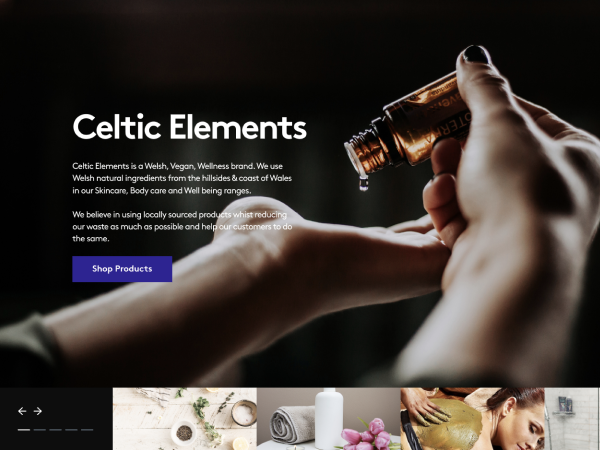 Celtic Elements
Celtic Elements is a Welsh, Vegan, Wellness brand. We use
Welsh natural ingredients from the hillsides & coast of Wales
in our Skincare, Body care and Well being ranges.
We believe in using locally sourced products whist reducing
our waste as much as possible and help our customers to do
the same.
Shop Products